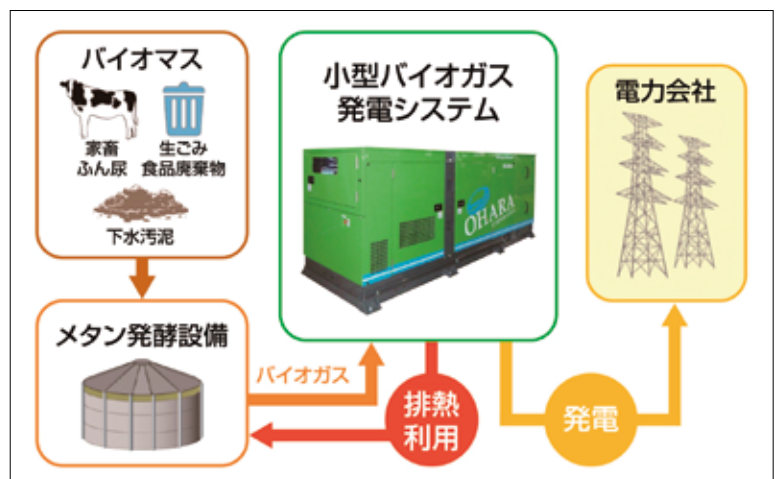 バイオマス
家畜
ふん尿
生ごみ
食品廃棄物
下水汚泥
メタン発酵設備
バイオガス
小型バイオガス
発電システム
OHARA
排熱
利用
発電
電力会社